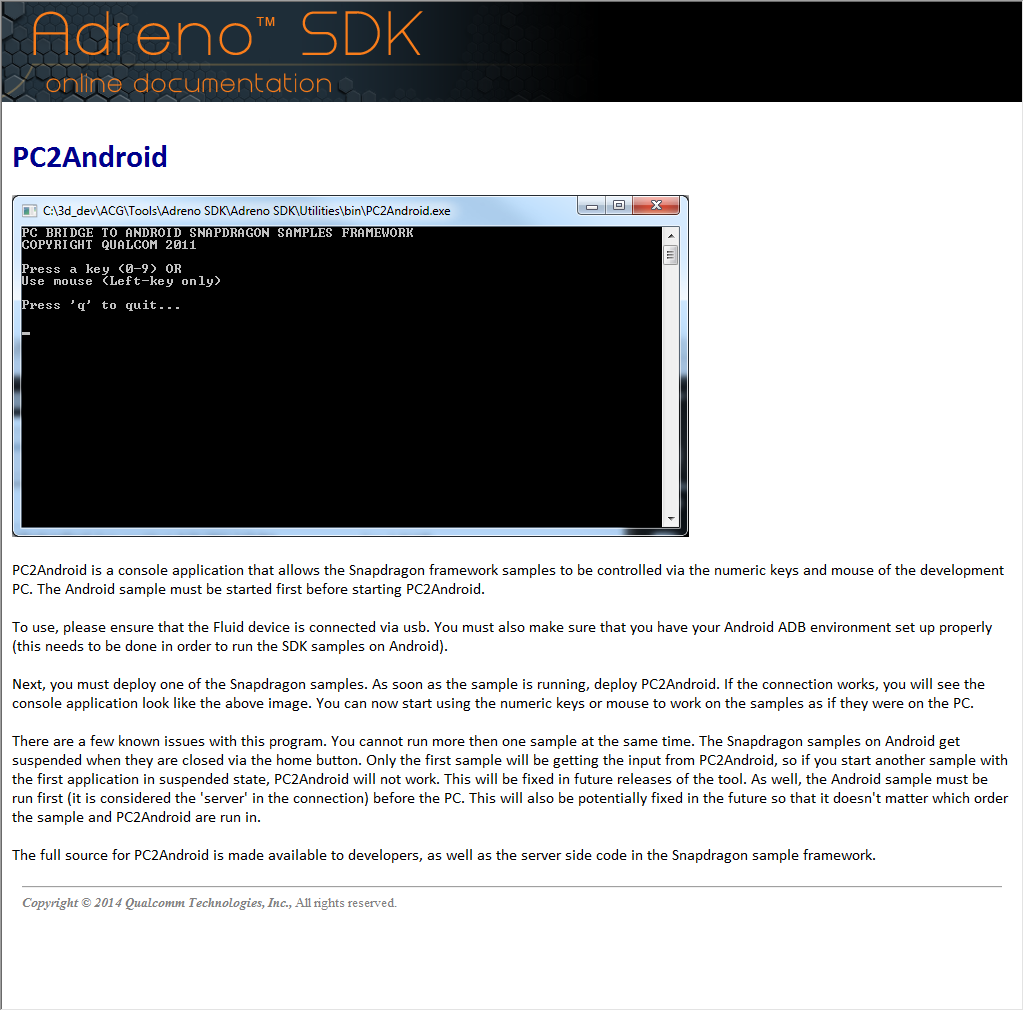 Adreno™ SDK
online documentation
PC2Android
C:\3d_dev\ACG\Tools\Adreno SDK\Adreno SDK\Utilities\bin\PC2Android.exe
PC BRIDGE TO ANDROID SNAPDRAGON SAMPLES FRAMEWORK
COPYRIGHT QUALCOM 2011
Press a key (0-9) OR
Use mouse (Left-key only)
Press 'q' to quit...
PC2Android is a console application that allows the Snapdragon framework samples to be controlled via the numeric keys and mouse of the development
PC. The Android sample must be started first before starting PC2Android.
To use, please ensure that the Fluid device is connected via usb. You must also make sure that you have your Android ADB environment set up properly
(this needs to be done in order to run the SDK samples on Android).
Next, you must deploy one of the Snapdragon samples. As soon as the sample is running, deploy PC2Android. If the connection works, you will see the
console application look like the above image. You can now start using the numeric keys or mouse to work on the samples as if they were on the PC.
There are a few known issues with this program. You cannot run more then one sample at the same time. The Snapdragon samples on Android get
suspended when they are closed via the home button. Only the first sample will be getting the input from PC2Android, so if you start another sample with
the first application in suspended state, PC2Android will not work. This will be fixed in future releases of the tool. As well, the Android sample must be
run first (it is considered the 'server' in the connection) before the PC. This will also be potentially fixed in the future so that it doesn't matter which order
the sample and PC2Android are run in.
The full source for PC2Android is made available to developers, as well as the server side code in the Snapdragon sample framework.
Copyright © 2014 Qualcomm Technologies, Inc., All rights reserved.